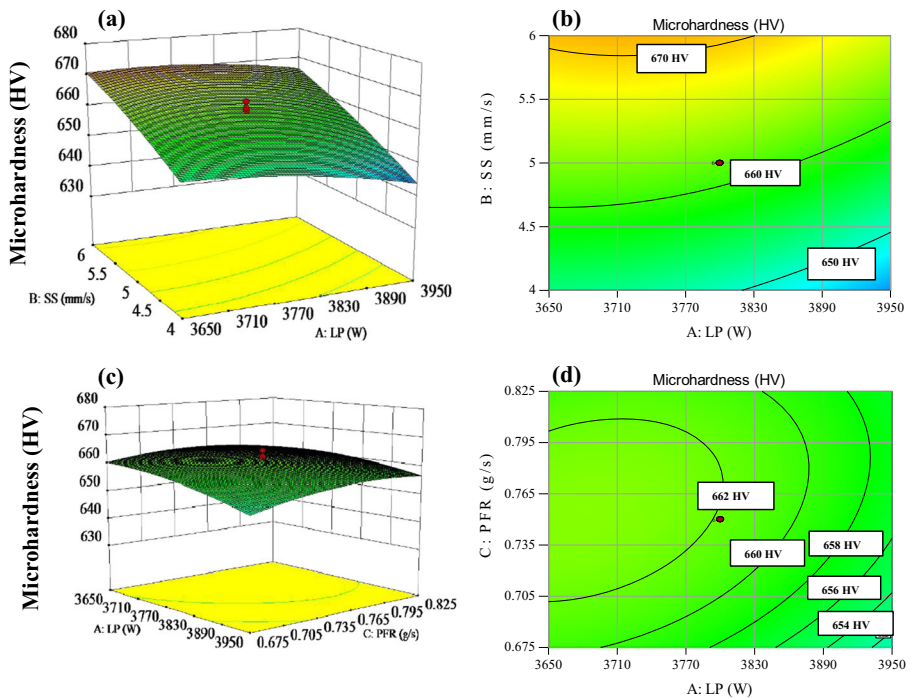 (a)
680
670
660
650
640
630
Microhardness (HV)
6
5.5
5
4.5
4
B: SS (mm/s)
3650
3710
3770
3830
3890
3950
A: LP (W)
(b)
Microhardness (HV)
6
5.5
5
4.5
4
B: SS (mm/s)
670 HV
660 HV
650 HV
3650
3710
3770
3830
3890
3950
A: LP (W)
(c)
680
670
660
650
640
630
Microhardness (HV)
3650
3710
3770
3830
3890
3950
A: LP (W)
0.675
0.705
0.735
0.765
0.795
0.825
C: PFR (g/s)
(d)
Microhardness (HV)
0.825
0.795
0.765
0.735
0.705
0.675
C: PFR (g/s)
662 HV
660 HV
658 HV
656 HV
654 HV
3650
3710
3770
3830
3890
3950
A: LP (W)